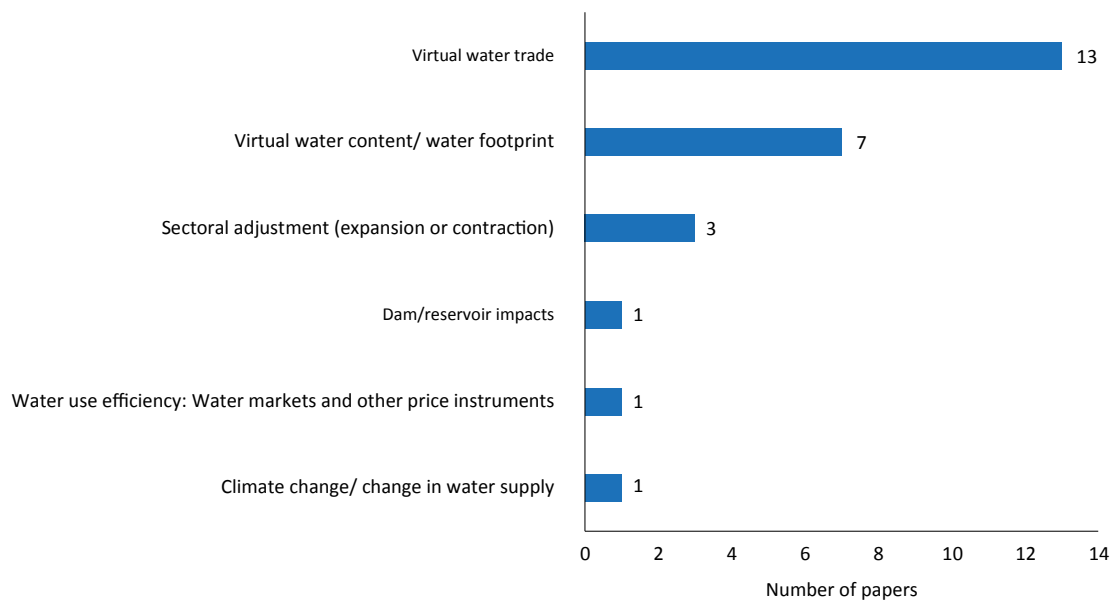 Virtual water trade
13
Virtual water content/ water footprint
7
Sectoral adjustment (expansion or contraction)
3
Dam/reservoir impacts
1
Water use efficiency: Water markets and other price instruments
1
Climate change/ change in water supply
1
0 2 4 6 8 10 12 14
Number of papers